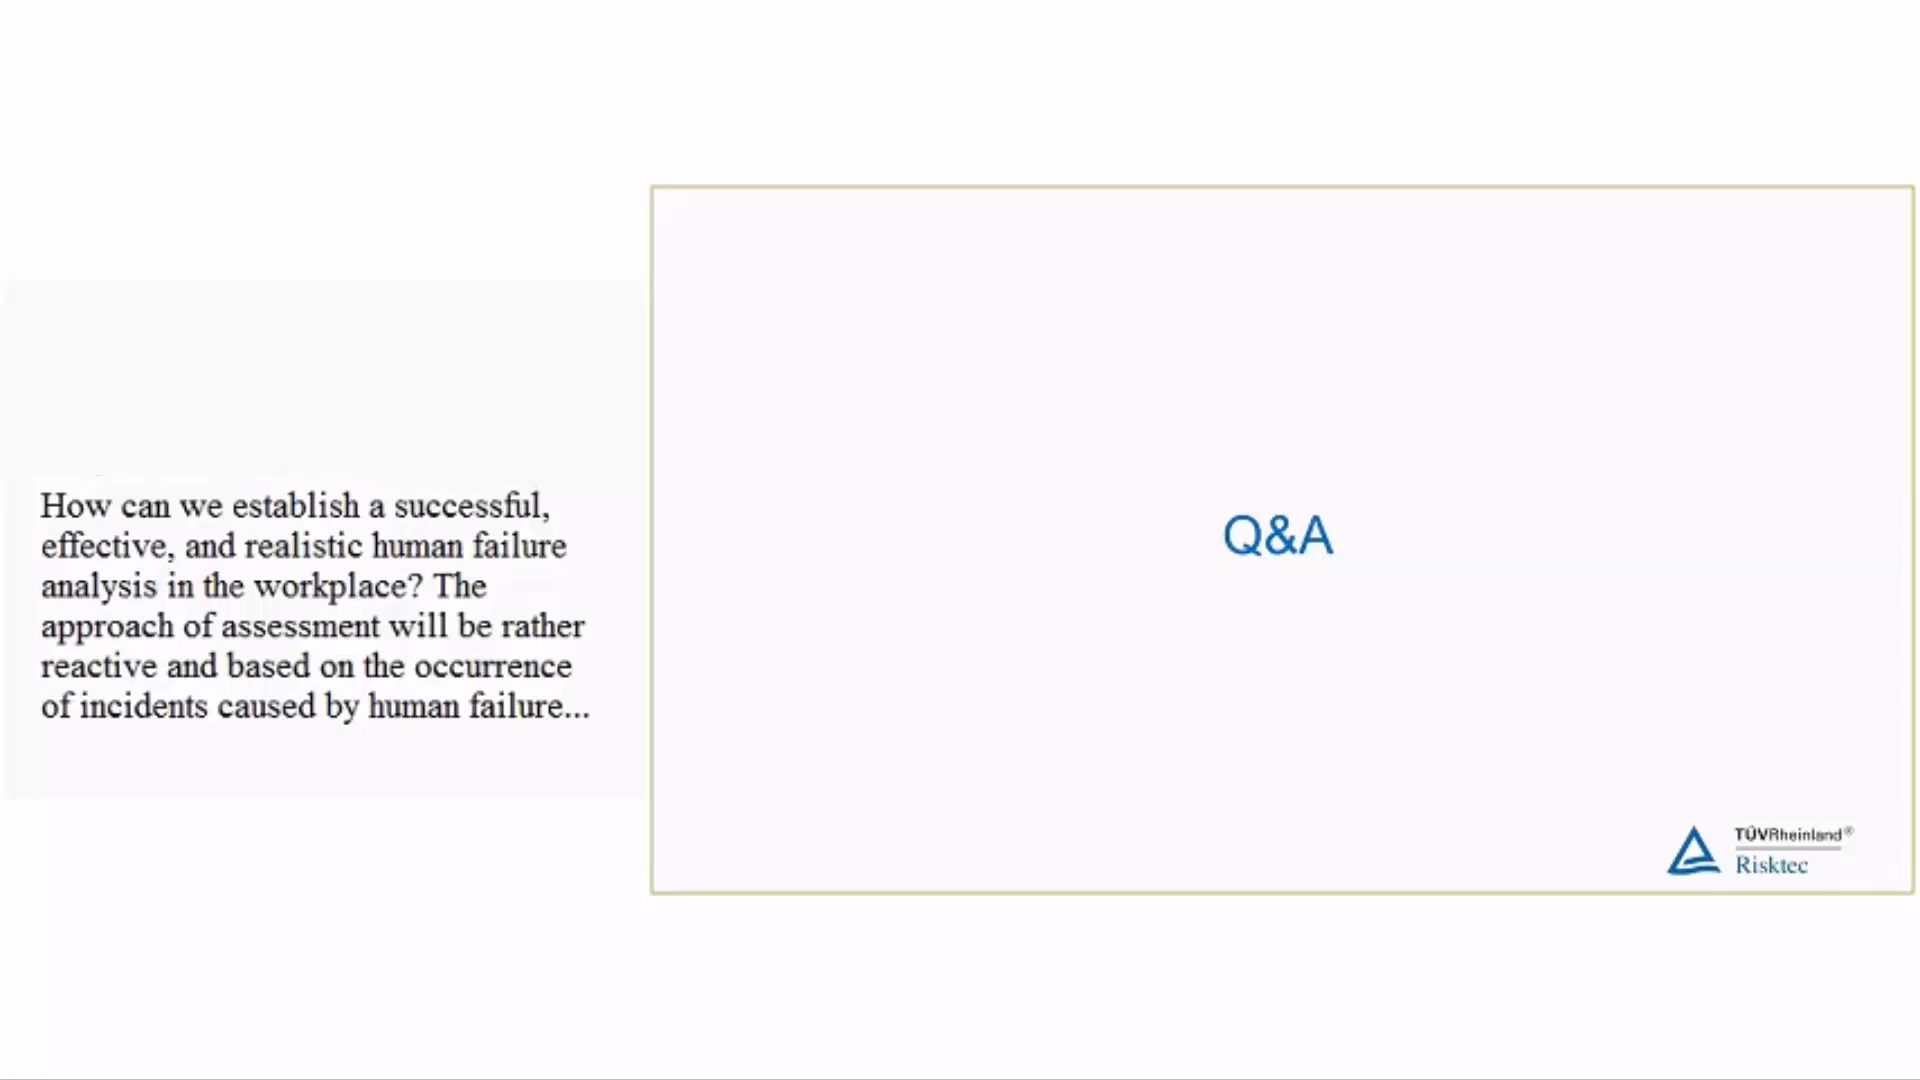 How can we establish a successful,
effective, and realistic human failure
analysis in the workplace? The
approach of assessment will be rather
reactive and based on the occurrence
of incidents caused by human failure...
Q&A
TÜVRheinland®
Risktec